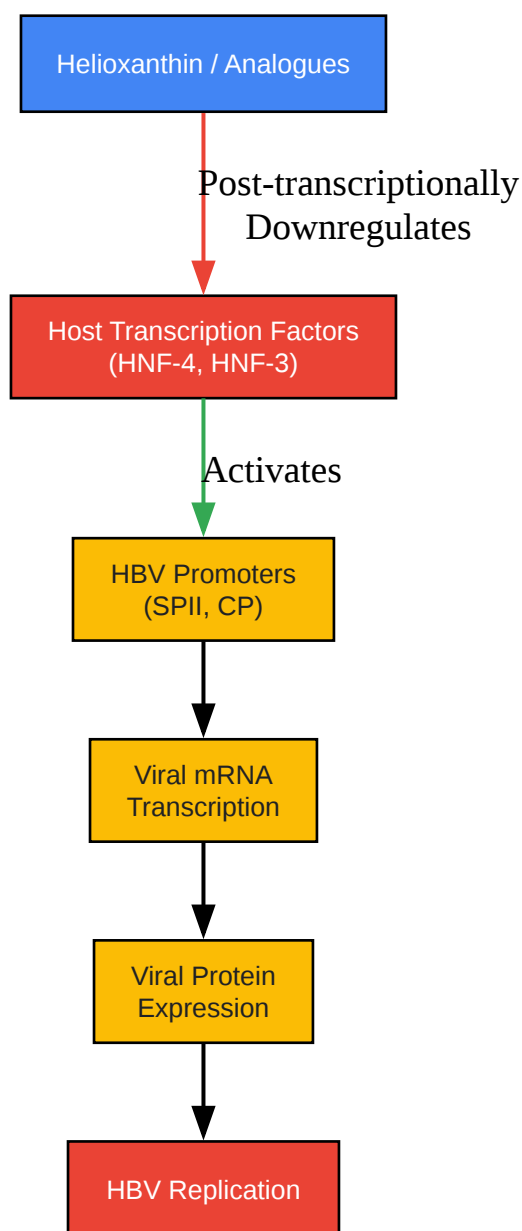 Helioxanthin / Analogues
Post-transcriptionally
Downregulates
Host Transcription Factors
(HNF-4, HNF-3)
Activates
HBV Promoters
(SPII, CP)
Viral mRNA
Transcription
Viral Protein
Expression
HBV Replication